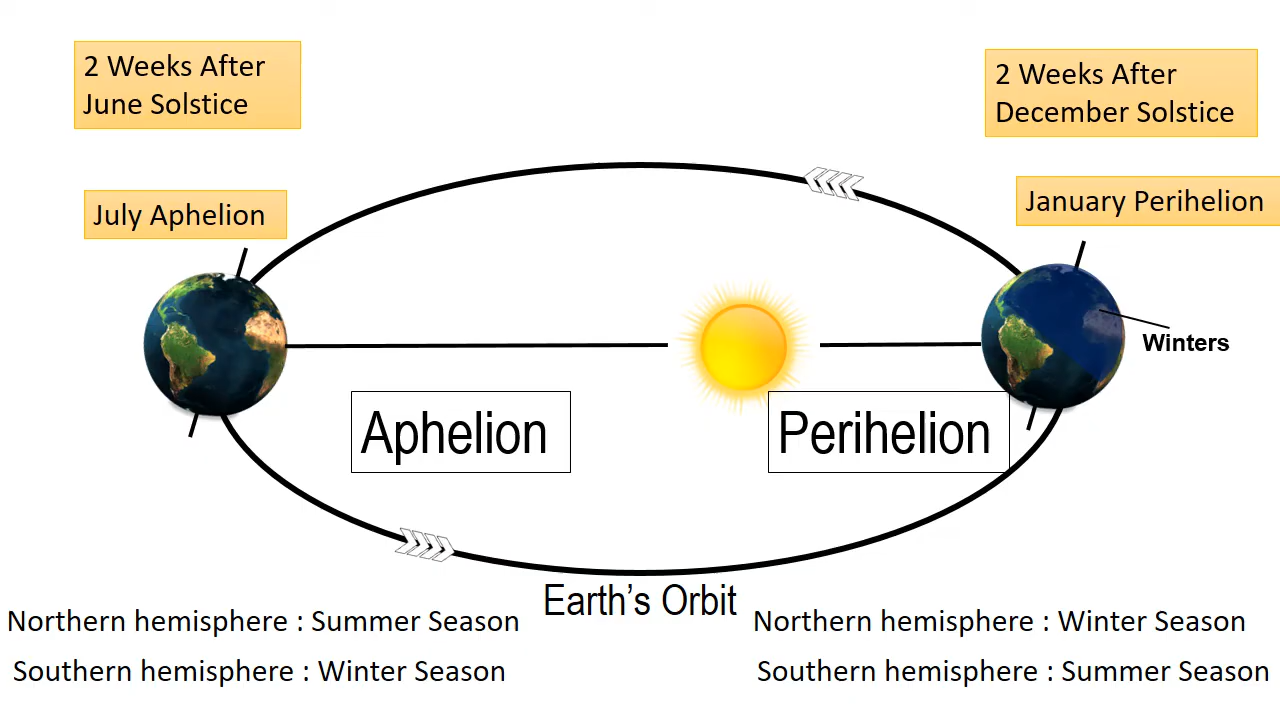 2 Weeks After
June Solstice
2 Weeks After
December Solstice
July Aphelion
January Perihelion
Winters
Aphelion
Perihelion
Earth’s Orbit
Northern hemisphere : Summer Season
Southern hemisphere : Winter Season
Northern hemisphere : Winter Season
Southern hemisphere : Summer Season